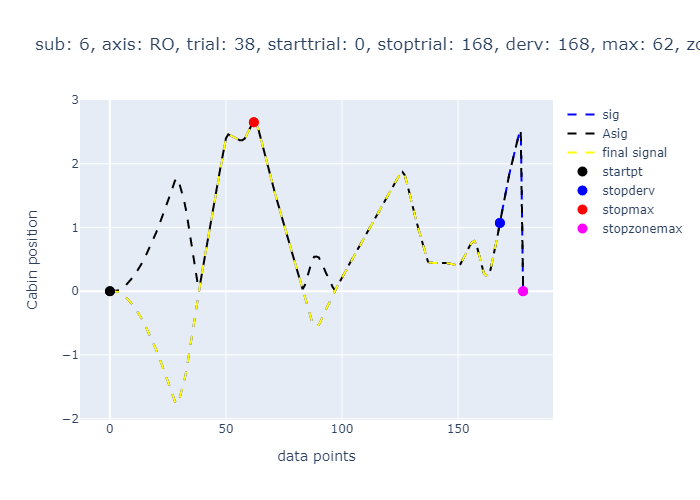 sub: 6, axis: RO, trial: 38, starttrial: 0, stoptrial: 168, derv: 168, max: 62, zo
3
2
1
0
−1
−2
Cabin position
0
50
100
150
data points
sig
Asig
final signal
startpt
stopderv
stopmax
stopzonemax